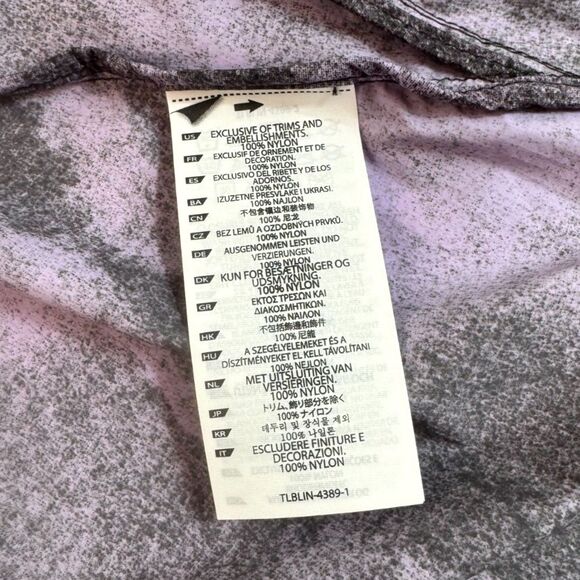 US EXCLUSIVE OF TRIMS AND
EMBELLISHMENTS.
100% NYLON
FR EXCLUSIF DE ORNEMENT ET DE
DECORATION.
100% NYLON
ES EXCLUSIVO DEL RIBETE Y DE LOS
ADORNOS.
100% NYLON
BA IZUZETNE PRESVLAKE I UKRASI.
100% NAJLON
CN 不包含镶边和装饰物
100% 尼龙
CZ BEZ LEMŮ A OZDOBNÝCH PRVKŮ.
100% NYLON
DE AUSGENOMMEN LEISTEN UND
VERZIERUNGEN.
100% NYLON
DK KUN FOR BESÆTNINGER OG
UDSMYKNING.
100% NYLON
GR ΕΚΤΟΣ ΤΡΕΣΩΝ ΚΑΙ
ΔΙΑΚΟΣΜΗΤΙΚΩΝ.
100% ΝΑΙΛΟΝ
HK 不包括飾邊和飾件
100% 尼龍
HU A SZEGÉLYELEMEKET ÉS A
DÍSZÍTMÉNYEKET EL KELL TÁVOLÍTANI
100% NEJLON
NL MET UITSLUITING VAN
VERSIERINGEN.
100% NYLON
JP トリム、飾り部分を除く
100% ナイロン
KR 테두리 및 장식물 제외
100% 나일론
IT ESCLUDERE FINITURE E
DECORAZIONI.
100% NYLON
TLBLIN-4389-1